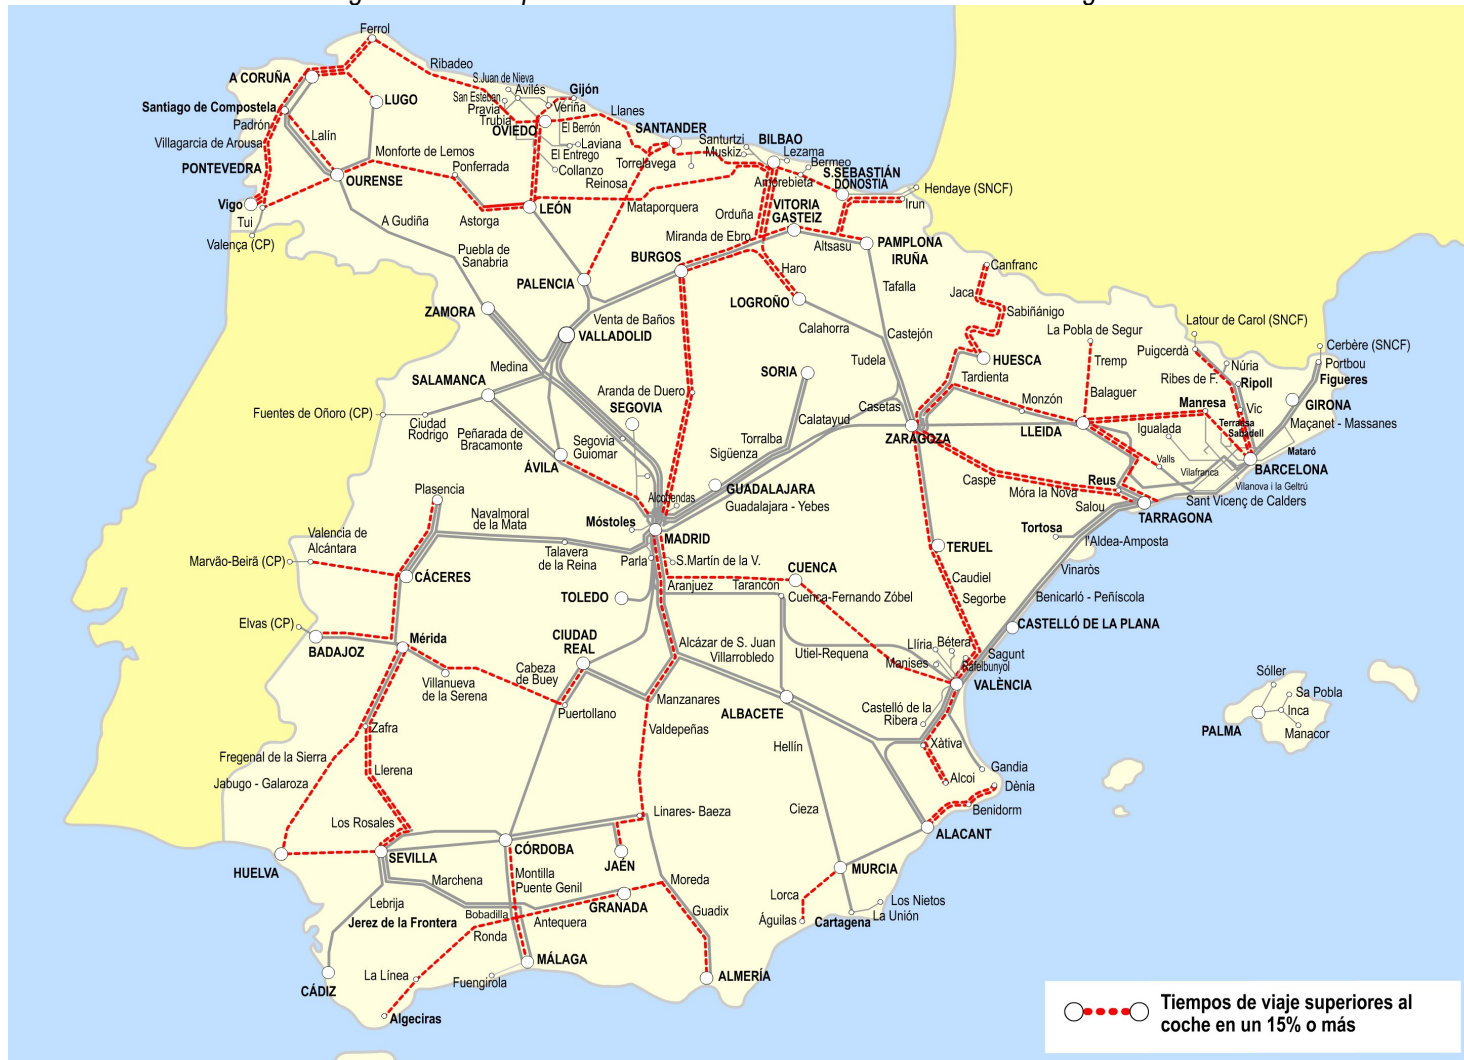 Ferrol
Ribadeo
A CORUÑA
S.Juan de Nieva
Avilés
Gijón
San Esteban
Pravia
Veriña
Trubia
LUGO
Santiago de Compostela
Llanes
OVIEDO
El Berrón
SANTANDER
Santurtzi
BILBAO
Padrón
Lalín
Laviana
Muskiz
Lezama
Villagarcia de Arousa
Monforte de Lemos
El Entrego
Torrelavega
Bermeo
PONTEVEDRA
Ponferrada
Collanzo
Reinosa
Amorebieta
S.SEBASTIÁN
DONOSTIA
Hendaye (SNCF)
OURENSE
Irun
Vigo
Tui
A Gudiña
Astorga
LEÓN
Mataporquera
Orduña
VITORIA
GASTEIZ
Valença (CP)
Puebla de
Sanabria
Miranda de Ebro
Altsasu
PAMPLONA
IRUÑA
BURGOS
Haro
Canfranc
PALENCIA
Tafalla
Jaca
ZAMORA
LOGROÑO
Sabiñánigo
Venta de Baños
VALLADOLID
Calahorra
Castejón
La Pobla de Segur
Latour de Carol (SNCF)
Cerbère (SNCF)
Medina
SORIA
Tudela
HUESCA
Tremp
Puigcerdà
Núria
Portbou
SALAMANCA
Aranda de Duero
Tardienta
Balaguer
Ribes de F.
Ripoll
Figueres
SEGOVIA
Casetas
Monzón
Manresa
Vic
GIRONA
Fuentes de Oñoro (CP)
Ciudad
Rodrigo
Peñarada de
Bracamonte
Segovia
Guiomar
Calatayud
Torralba
Sigüenza
ZARAGOZA
LLEIDA
Igualada
Terrassa
Sabadell
Maçanet - Massanes
Mataró
ÁVILA
Valls
Vilafranca
BARCELONA
Plasencia
GUADALAJARA
Caspe
Reus
Vilanova i la Geltrú
Alcobendas
Guadalajara - Yebes
Móra la Nova
Salou
Sant Vicenç de Calders
TARRAGONA
Navalmoral
de la Mata
Móstoles
MADRID
Tortosa
l'Aldea-Amposta
Valencia de
Alcántara
Talavera
de la Reina
Parla
S.Martín de la V.
TERUEL
Marvão-Beirã (CP)
CÁCERES
CUENCA
Caudiel
Vinaròs
TOLEDO
Aranjuez
Tarancón
Cuenca-Fernando Zóbel
Segorbe
Benicarló - Peñíscola
Elvas (CP)
BADAJOZ
Mérida
CIUDAD
REAL
Alcázar de S. Juan
Villarrobledo
Utiel-Requena
Llíria
Bétera
CASTELLÓ DE LA PLANA
Manises
Sagunt
Rafelbunyol
Villanueva
de la Serena
Cabeza
de Buey
VALÈNCIA
Puertollano
Manzanares
ALBACETE
Castelló de la
Ribera
Zafra
Valdepeñas
Fregenal de la Sierra
Hellín
Xàtiva
Gandia
Jabugo - Galaroza
Llerena
Alcoi
Dènia
Benidorm
Sóller
Sa Pobla
Inca
PALMA
Manacor
Los Rosales
Linares- Baeza
Cieza
ALACANT
HUELVA
SEVILLA
CÓRDOBA
JAÉN
MURCIA
Marchena
Montilla
Puente Genil
Moreda
Lorca
Lebrija
GRANADA
Los Nietos
Jerez de la Frontera
Bobadilla
Antequera
Guadix
Águilas
Cartagena
La Unión
Ronda
La Línea
MÁLAGA
ALMERÍA
CÁDIZ
Fuengirola
Algeciras
Tiempos de viaje superiores al
coche en un 15% o más